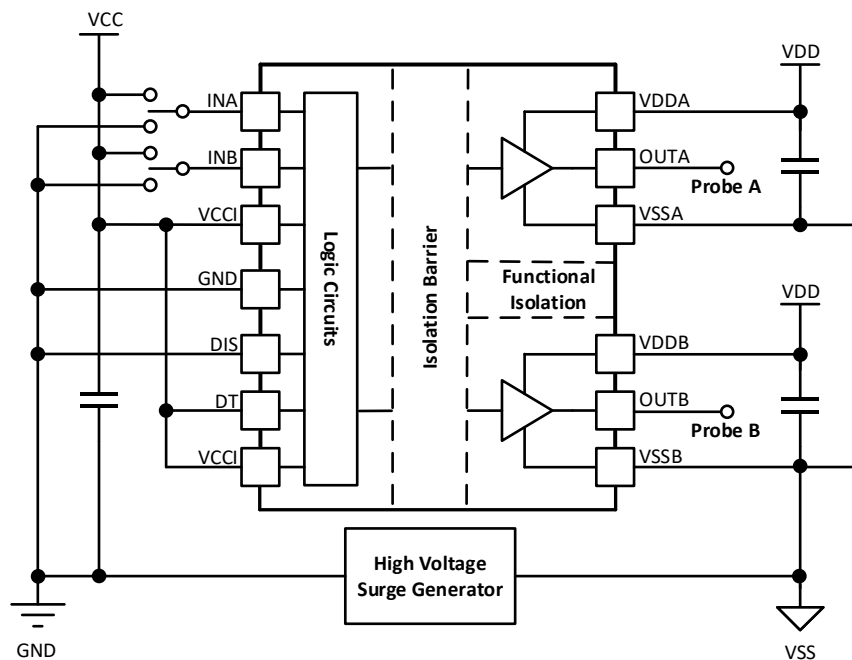 VCC
VDD
INA
VDDA
INB
OUTA
Probe A
VCCI
VSSA
GND
Logic Circuits
Isolation Barrier
Functional
Isolation
VDD
DIS
VDDB
DT
OUTB
Probe B
VCCI
VSSB
High Voltage
Surge Generator
GND
VSS